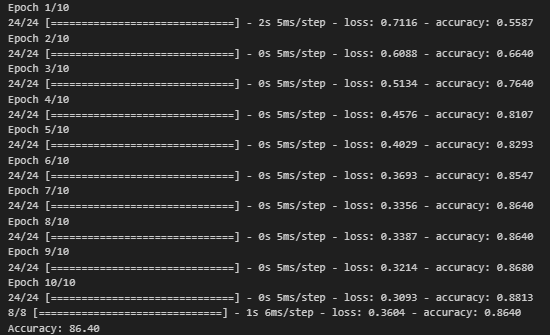 Epoch 1/10
24/24 [==============================] - 2s 5ms/step - loss: 0.7116 - accuracy: 0.5587
Epoch 2/10
24/24 [==============================] - 0s 5ms/step - loss: 0.6088 - accuracy: 0.6640
Epoch 3/10
24/24 [==============================] - 0s 5ms/step - loss: 0.5134 - accuracy: 0.7640
Epoch 4/10
24/24 [==============================] - 0s 5ms/step - loss: 0.4576 - accuracy: 0.8107
Epoch 5/10
24/24 [==============================] - 0s 5ms/step - loss: 0.4029 - accuracy: 0.8293
Epoch 6/10
24/24 [==============================] - 0s 5ms/step - loss: 0.3693 - accuracy: 0.8547
Epoch 7/10
24/24 [==============================] - 0s 5ms/step - loss: 0.3356 - accuracy: 0.8640
Epoch 8/10
24/24 [==============================] - 0s 5ms/step - loss: 0.3387 - accuracy: 0.8640
Epoch 9/10
24/24 [==============================] - 0s 5ms/step - loss: 0.3214 - accuracy: 0.8680
Epoch 10/10
24/24 [==============================] - 0s 5ms/step - loss: 0.3093 - accuracy: 0.8813
8/8 [==============================] - 1s 6ms/step - loss: 0.3604 - accuracy: 0.8640
Accuracy: 86.40